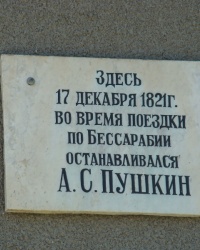 Здесь
17 декабря 1821г.
во время поездки
по Бессарабии
останавливался
А.С.Пушкин